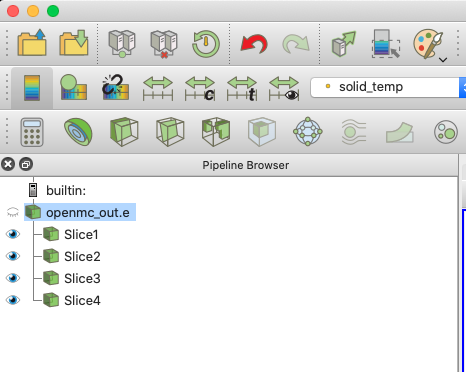 c
t
solid_temp
Pipeline Browser
builtin:
openmc_out.e
Slice1
Slice2
Slice3
Slice4